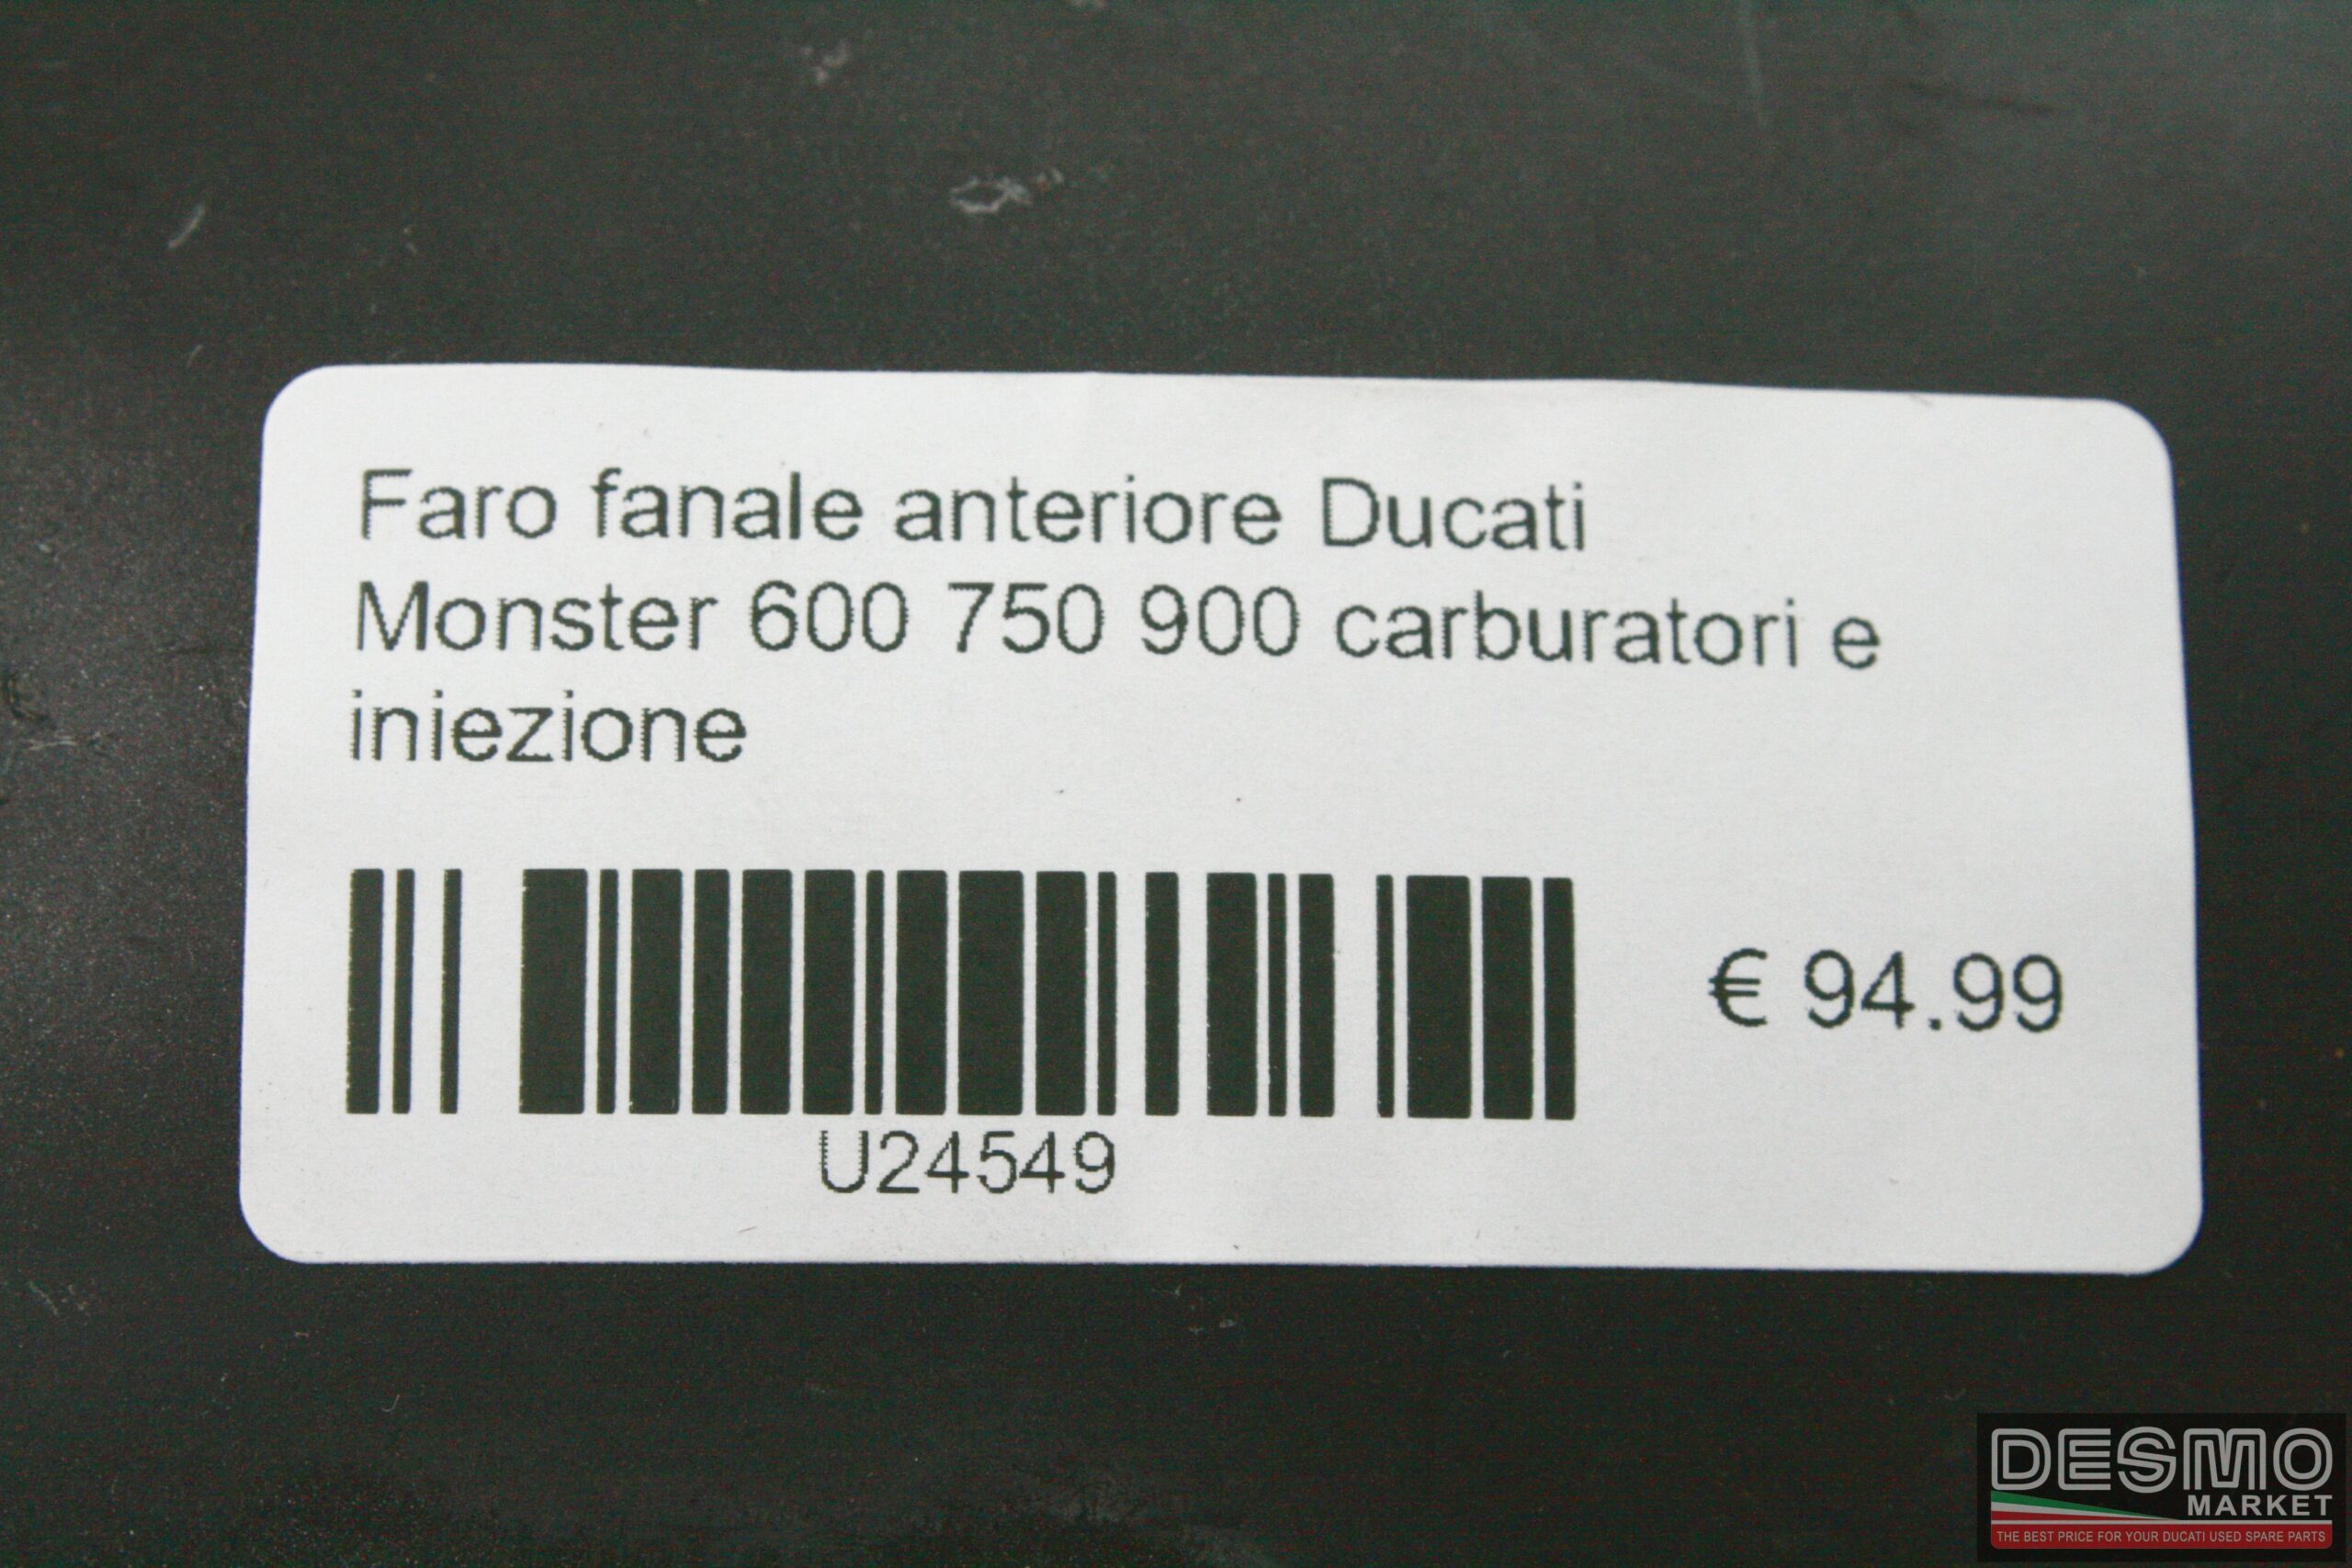 Faro fanale anteriore Ducati
Monster 600 750 900 carburatori e
iniezione
€ 94.99
U24549
DESMO
MARKET
THE BEST PRICE FOR YOUR DUCATI USED SPARE PARTS